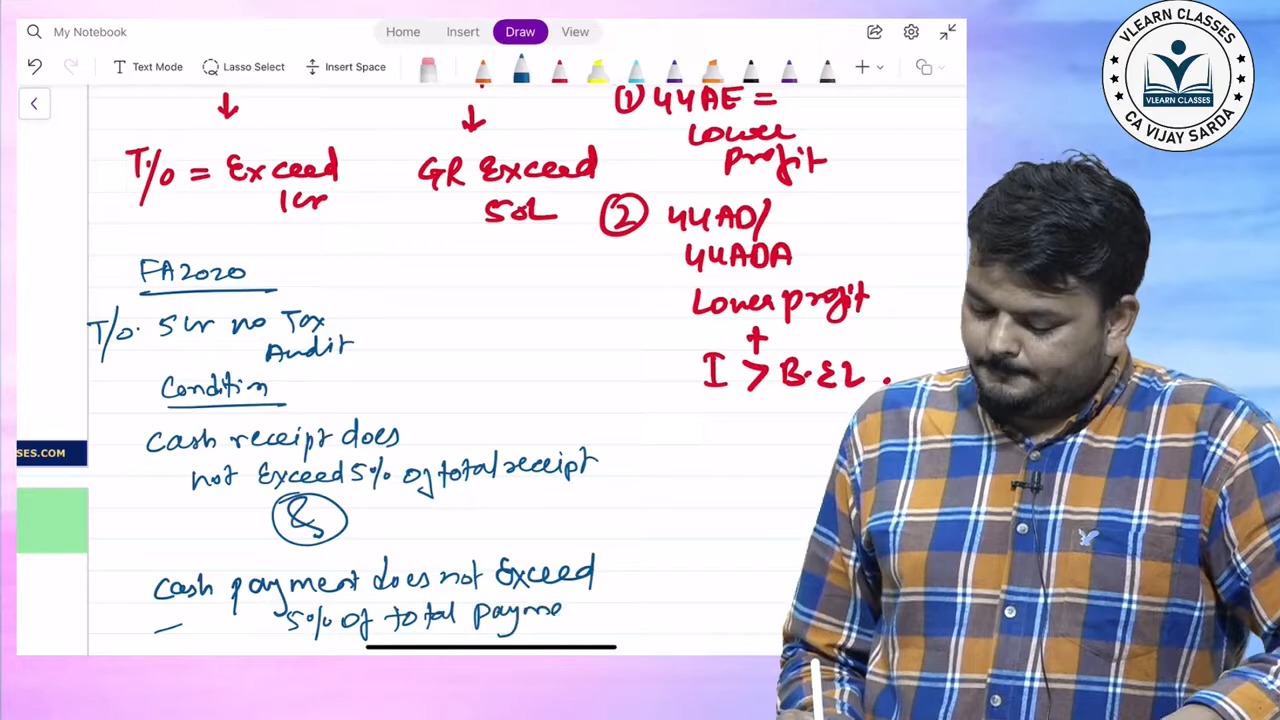 My Notebook
Home Insert Draw View
Text Mode Lasso Select Insert Space
T/o = Exceed
1cr
GR Exceed
50L
① 44AE =
Lower
profit
② 44AD/
44ADA
Lower profit
+
I > B.EL.
FA2020
T/o. 5cr no Tax
Audit
Condition
Cash receipt does
not Exceed 5% of total receipt
&
Cash payment does not Exceed
5% of total payme
SES.COM
VLEARN CLASSES
VLEARN CLASSES
CA VIJAY SARDA